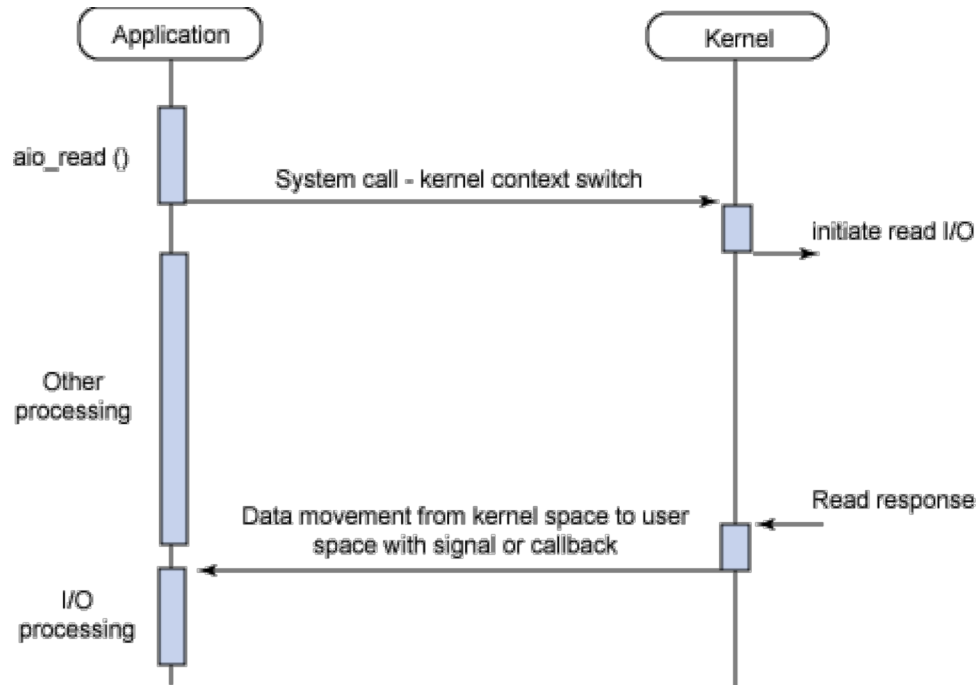 Application
Kernel
aio_read ()
System call - kernel context switch
initiate read I/O
Other
processing
Read response
Data movement from kernel space to user
space with signal or callback
I/O
processing